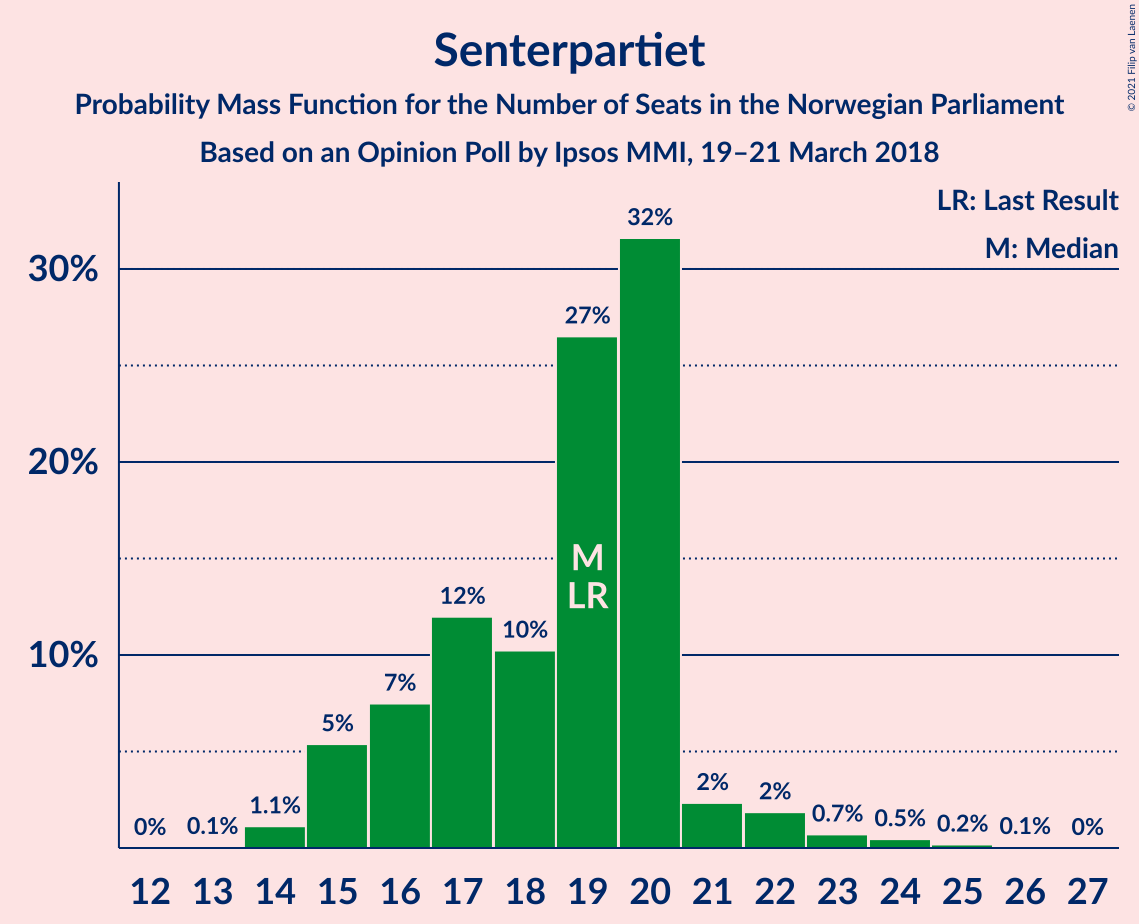 Senterpartiet
Probability Mass Function for the Number of Seats in the Norwegian Parliament
Based on an Opinion Poll by Ipsos MMI, 19–21 March 2018
© 2021 Filip van Laenen
LR: Last Result
M: Median
30%
20%
10%
0%
0.1%
1.1%
5%
7%
12%
10%
27%
32%
2%
2%
0.7%
0.5%
0.2%
0.1%
0%
M
LR
12 13 14 15 16 17 18 19 20 21 22 23 24 25 26 27